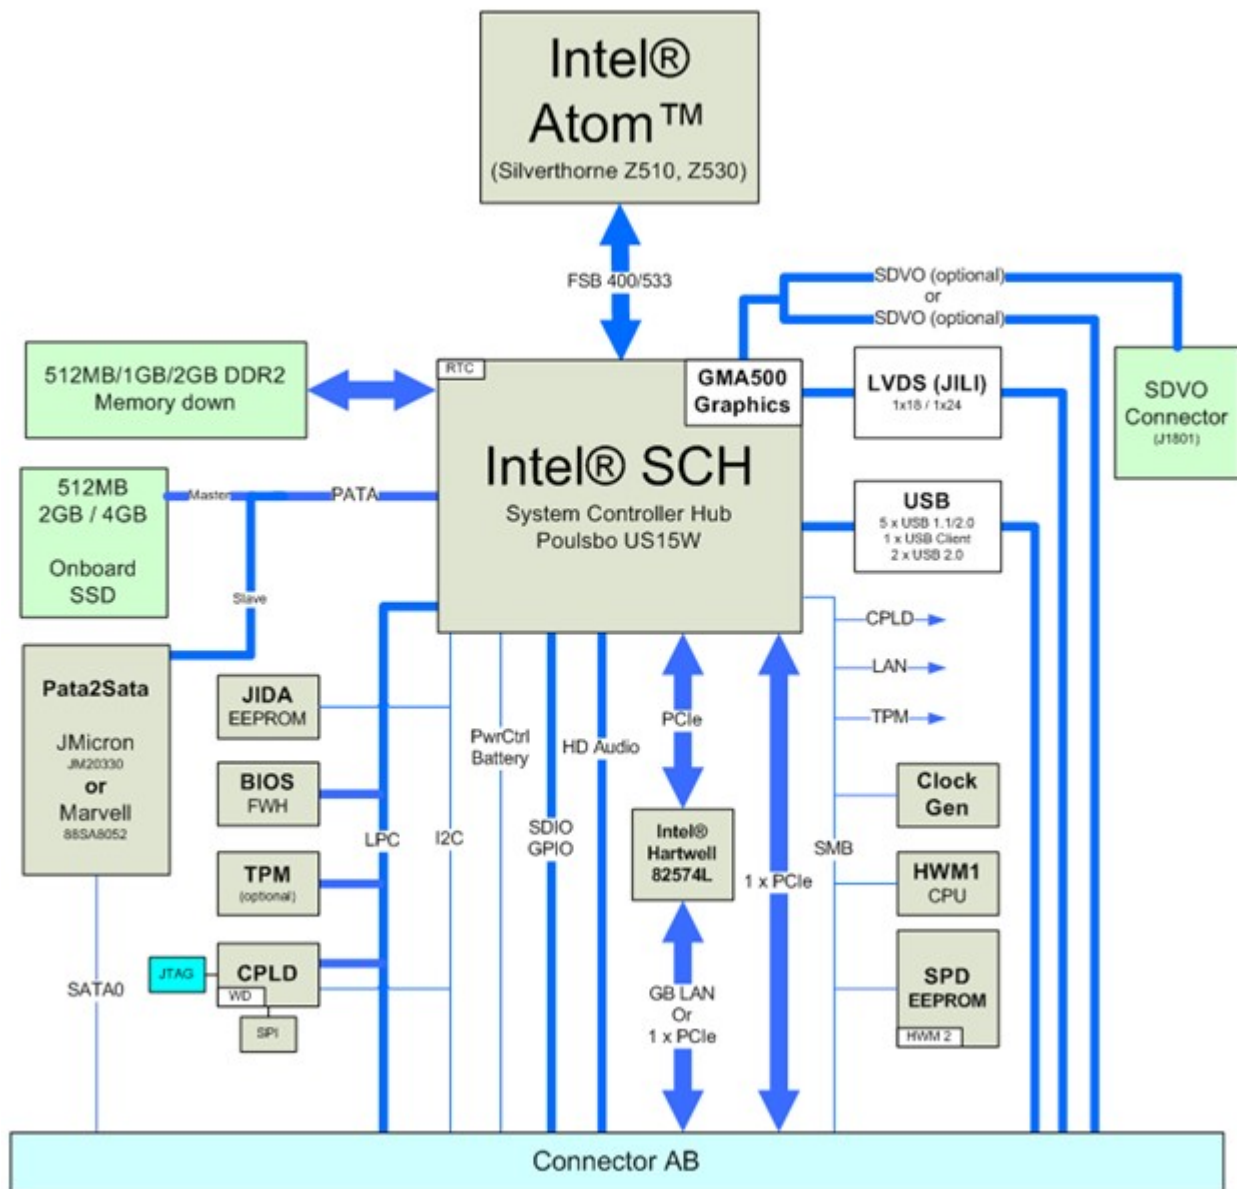 Intel®
Atom™
(Silverthorne Z510, Z530)
FSB 400/533
SDVO (optional)
or
SDVO (optional)
512MB/1GB/2GB DDR2
Memory down
RTC
GMA500
Graphics
LVDS (JILI)
1x18 / 1x24
SDVO
Connector
(J1801)
Intel® SCH
System Controller Hub
Poulsbo US15W
512MB
2GB / 4GB
Onboard
SSD
Master
PATA
Slave
USB
5 x USB 1.1/2.0
1 x USB Client
2 x USB 2.0
CPLD
LAN
TPM
Pata2Sata
JMicron
JM20330
or
Marvell
88SA8052
JIDA
EEPROM
BIOS
FWH
TPM
(optional)
JTAG
CPLD
WD
SPI
SATA0
LPC
I2C
PwrCtrl
Battery
SDIO
GPIO
HD Audio
PCIe
Intel®
Hartwell
82574L
GB LAN
Or
1 x PCIe
1 x PCIe
SMB
Clock
Gen
HWM1
CPU
SPD
EEPROM
HWM 2
Connector AB